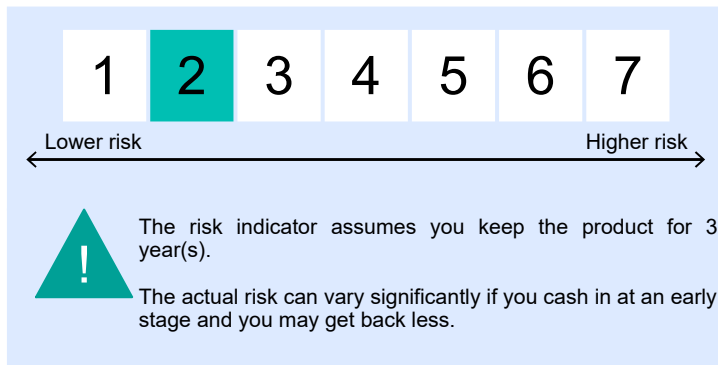 1 2 3 4 5 6 7
Lower risk Higher risk
!
The risk indicator assumes you keep the product for 3
year(s).
The actual risk can vary significantly if you cash in at an early
stage and you may get back less.